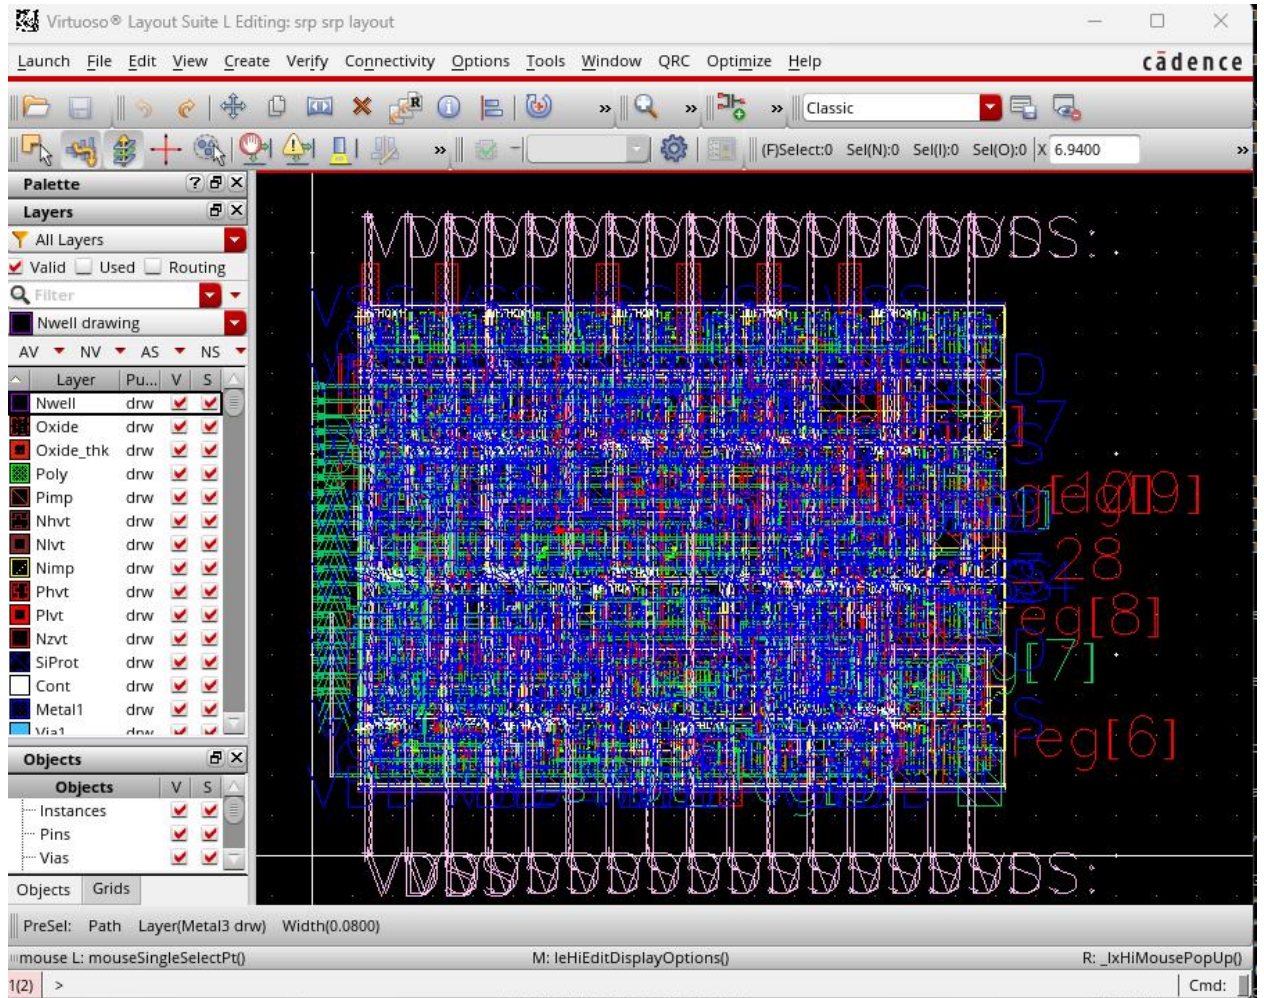 Virtuoso® Layout Suite L Editing: srp srp layout
Launch File Edit View Create Verify Connectivity Options Tools Window QRC Optimize Help
cādence
R
» » » Classic
» (F)Select:0 Sel(N):0 Sel(I):0 Sel(O):0 X 6.9400 »
Palette
Layers
All Layers
Valid Used Routing
Filter
Nwell drawing
AV NV AS NS
Layer Pu... V S
Nwell drw
Oxide drw
Oxide_thk drw
Poly drw
Pimp drw
Nhvt drw
Nlvt drw
Nimp drw
Phvt drw
Plvt drw
Nzvt drw
SiProt drw
Cont drw
Metal1 drw
Via1 drw
Objects
Objects V S
Instances
Pins
Vias
Objects Grids
28
reg[8]
[7]
reg[6]
PreSel: Path Layer(Metal3 drw) Width(0.0800)
mouse L: mouseSingleSelectPt() M: leHiEditDisplayOptions() R: _lxHiMousePopUp()
1(2) > Cmd: